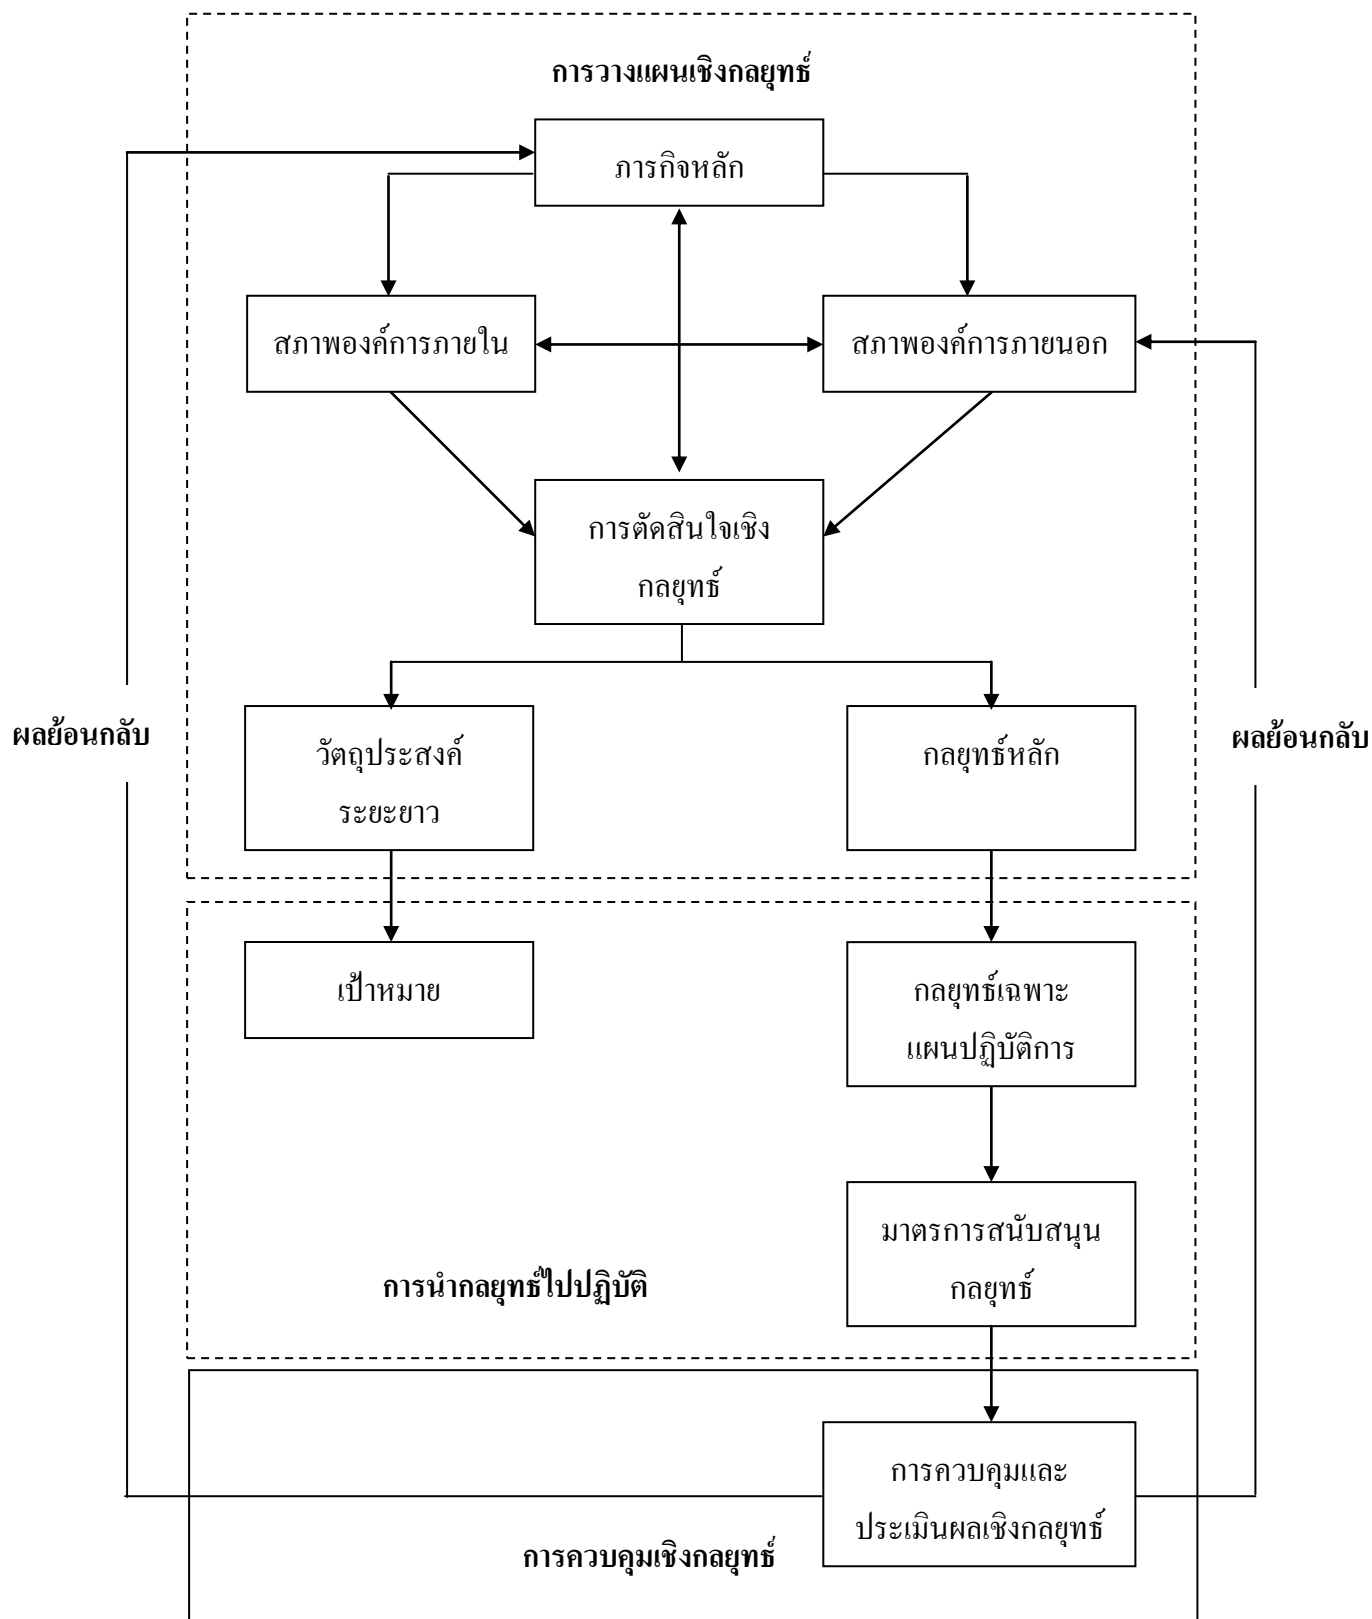 การวางแผนเชิงกลยุทธ์
ภารกิจหลัก
สภาพองค์การภายใน
สภาพองค์การภายนอก
การตัดสินใจเชิง
กลยุทธ์
ผลย้อนกลับ
วัตถุประสงค์
ระยะยาว
กลยุทธ์หลัก
ผลย้อนกลับ
เป้าหมาย
กลยุทธ์เฉพาะ
แผนปฏิบัติการ
มาตรการสนับสนุน
กลยุทธ์
การนำกลยุทธ์ไปปฏิบัติ
การควบคุมและ
ประเมินผลเชิงกลยุทธ์
การควบคุมเชิงกลยุทธ์